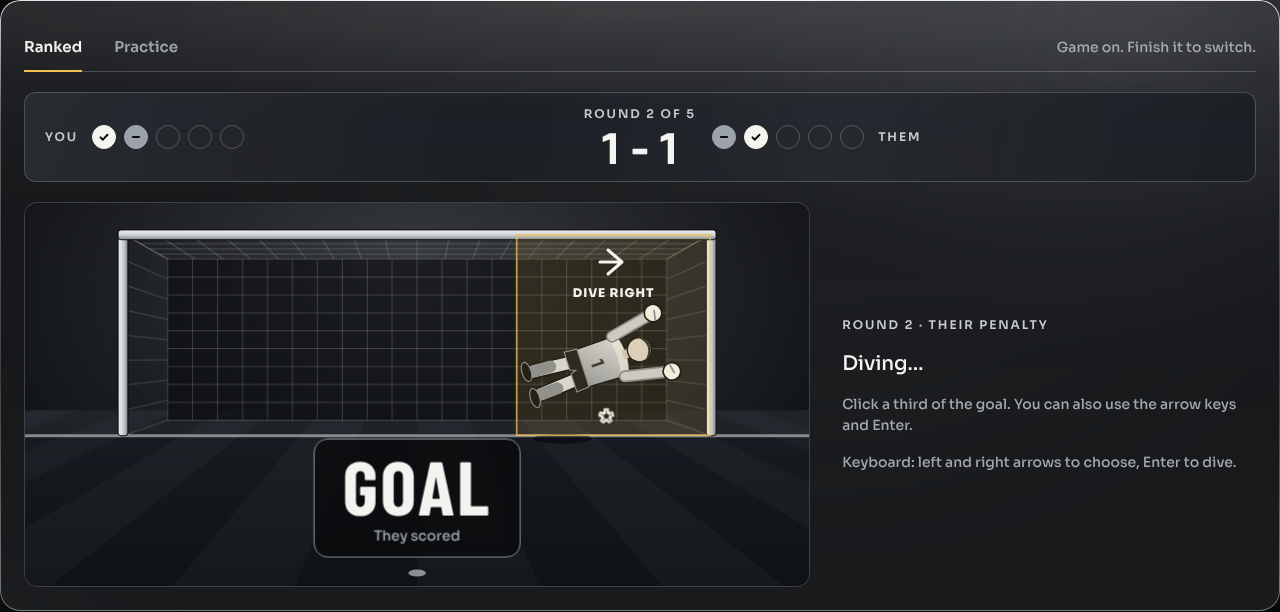 Ranked
Practice
Game on. Finish it to switch.
YOU
ROUND 2 OF 5
1 - 1
THEM
DIVE RIGHT
1
GOAL
They scored
ROUND 2 · THEIR PENALTY
Diving...
Click a third of the goal. You can also use the arrow keys
and Enter.
Keyboard: left and right arrows to choose, Enter to dive.